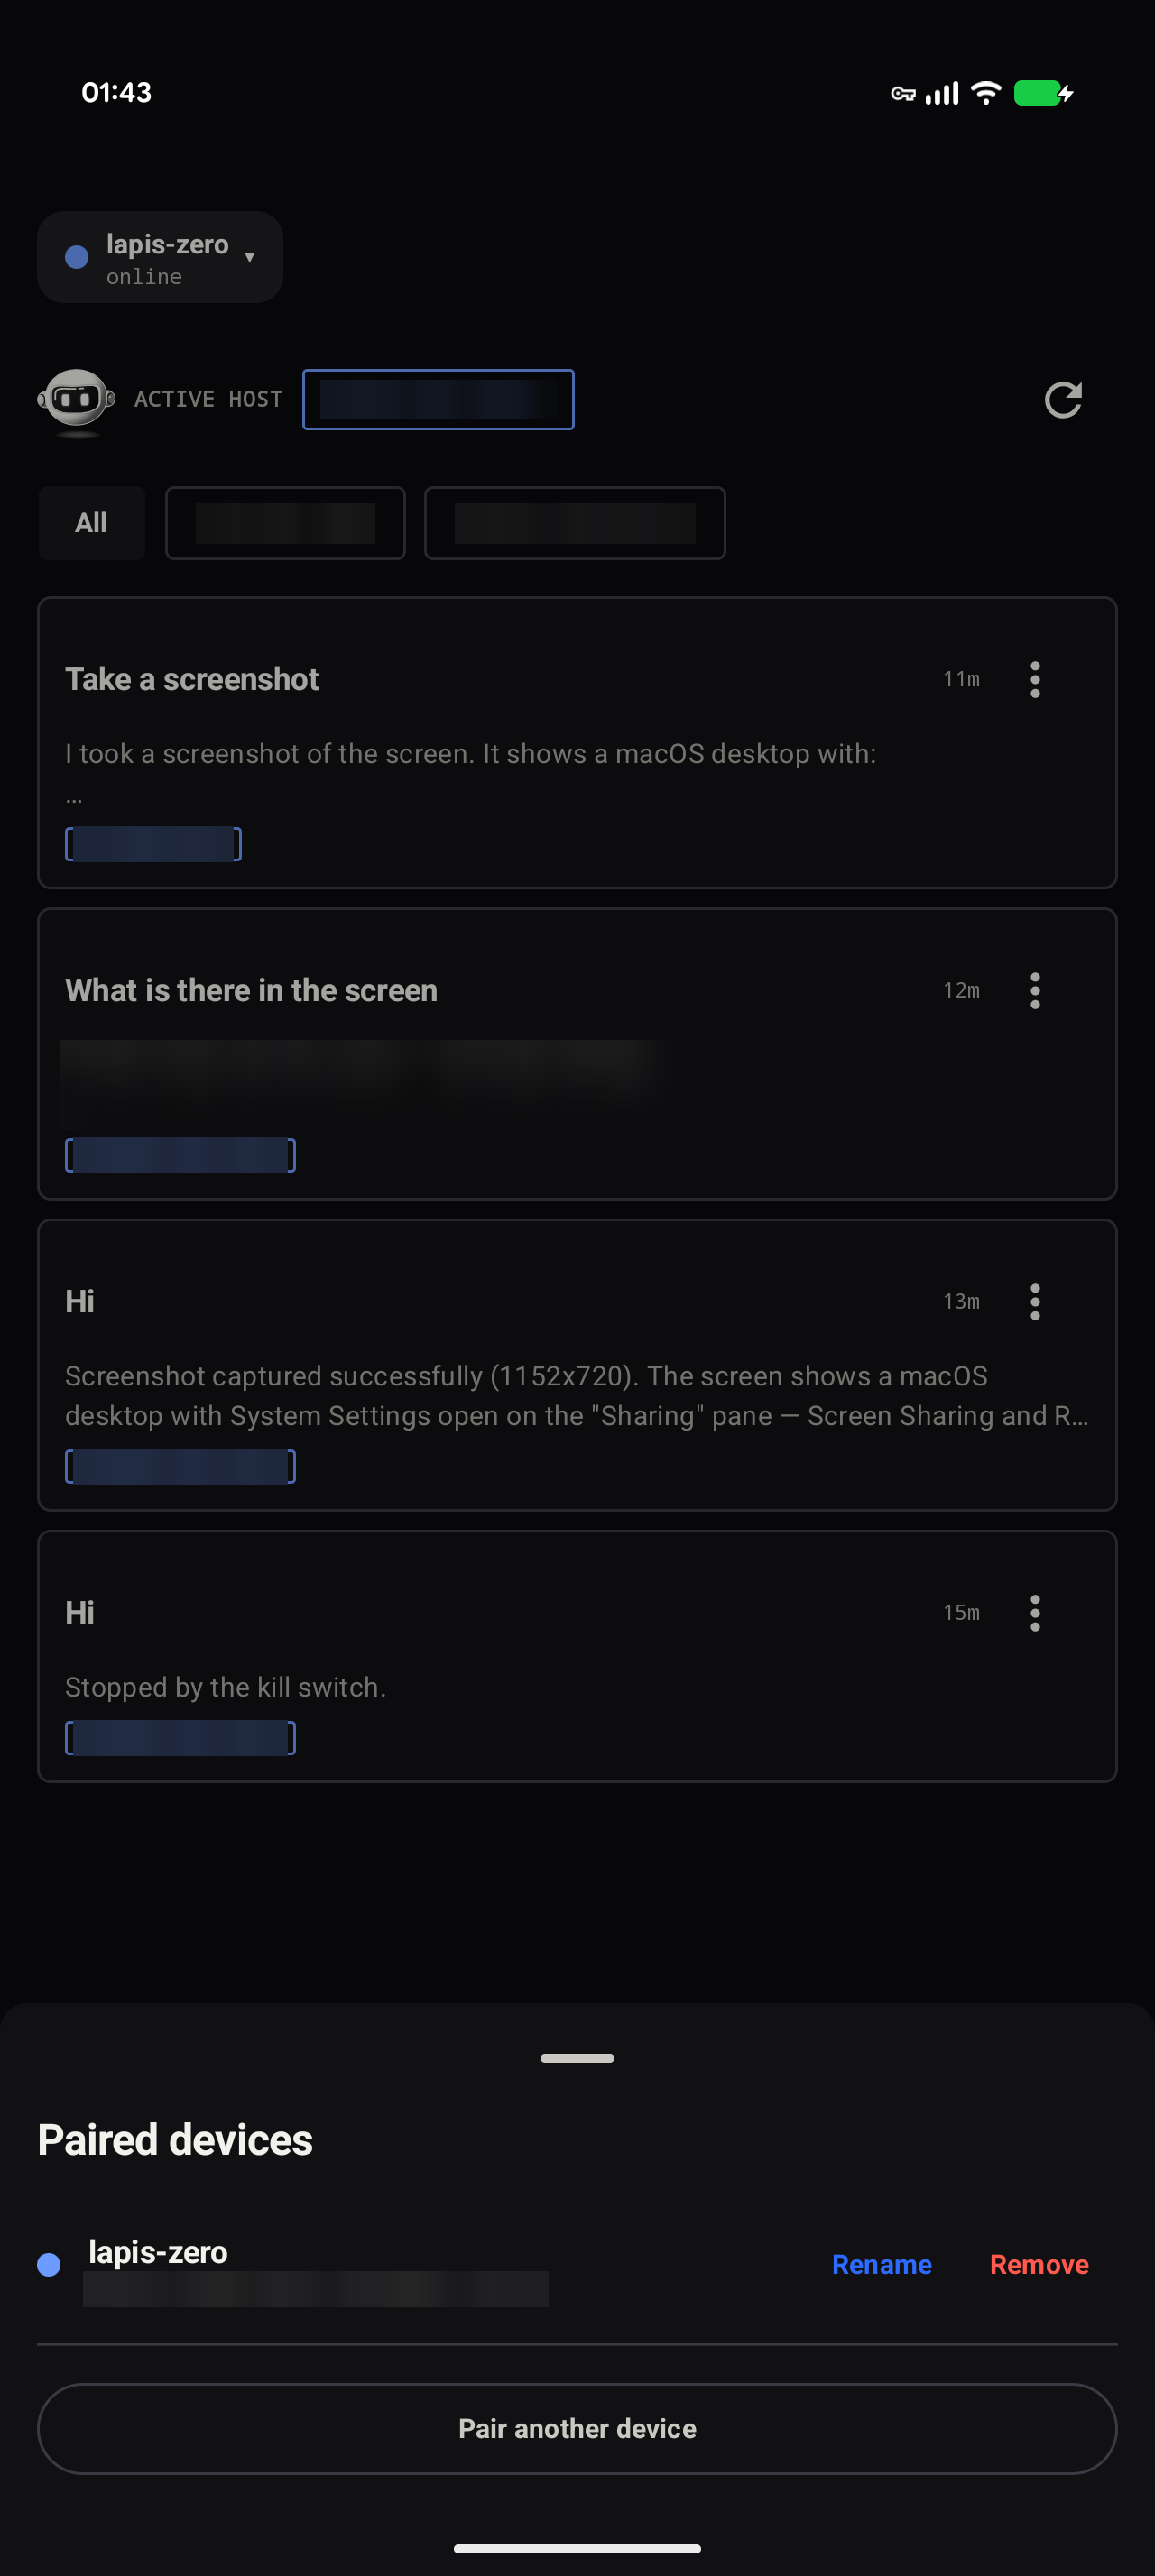 01:43
lapis-zero
online
ACTIVE HOST
All
Take a screenshot
11m
I took a screenshot of the screen. It shows a macOS desktop with:
…
What is there in the screen
12m
Hi
13m
Screenshot captured successfully (1152x720). The screen shows a macOS
desktop with System Settings open on the "Sharing" pane — Screen Sharing and R…
Hi
15m
Stopped by the kill switch.
Paired devices
lapis-zero
Rename
Remove
Pair another device